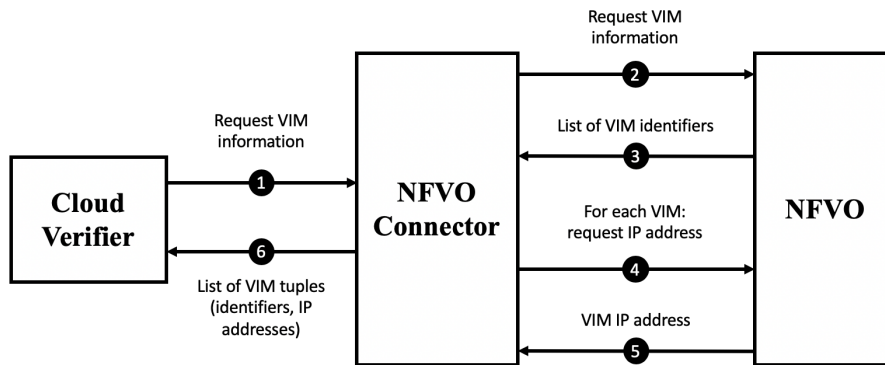 Request VIM
information
2
List of VIM identifiers
3
Request VIM
information
1
Cloud
Verifier
NFVO
Connector
NFVO
For each VIM:
request IP address
4
6
List of VIM tuples
(identifiers, IP
addresses)
VIM IP address
5